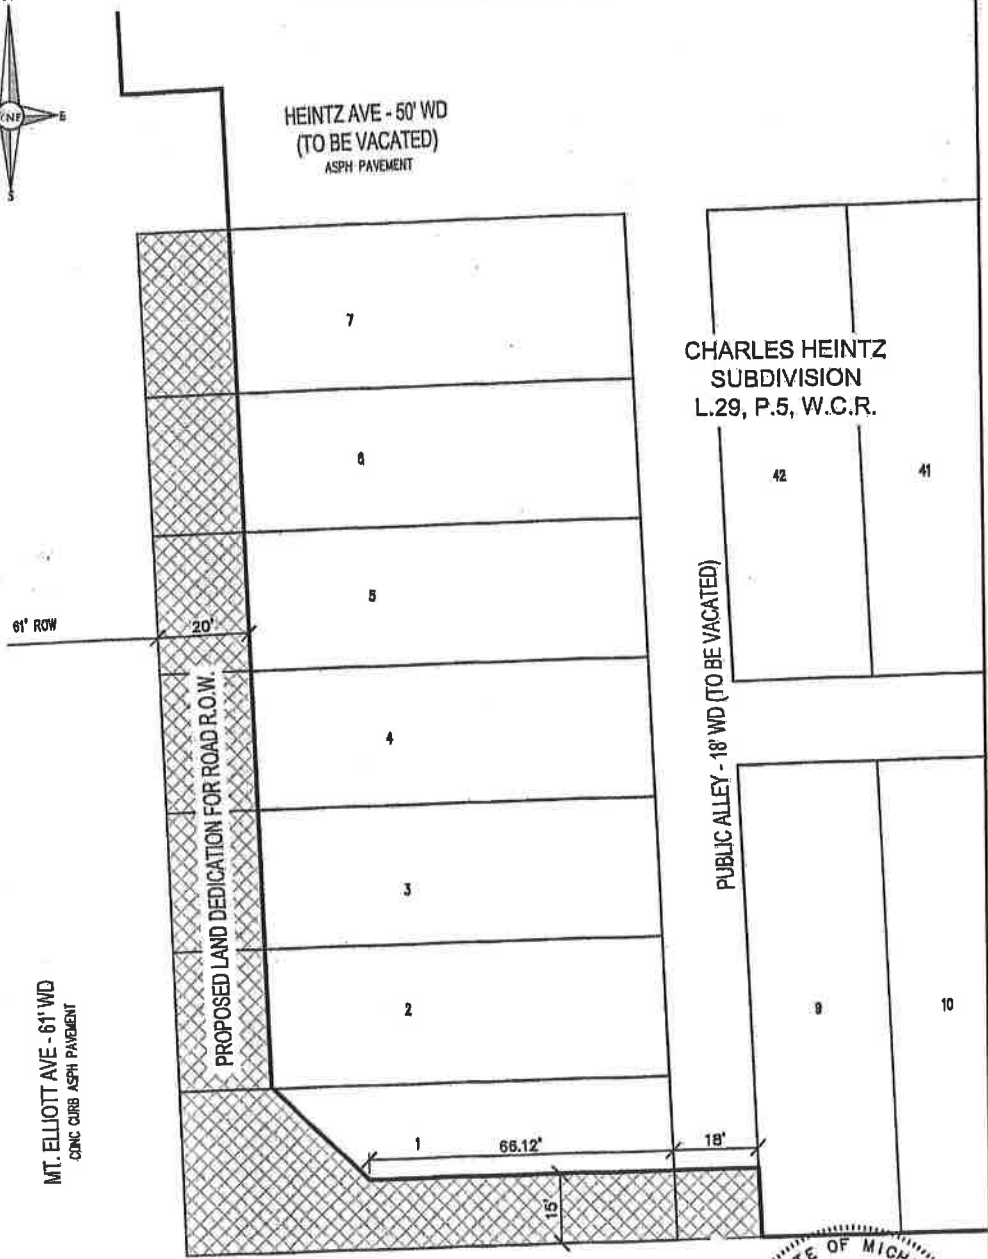 CNE
E
S
HEINTZ AVE - 50' WD
(TO BE VACATED)
ASPH PAVEMENT
7
CHARLES HEINTZ
SUBDIVISION
L.29, P.5, W.C.R.
6
42
41
5
61' ROW
20'
PUBLIC ALLEY - 18' WD (TO BE VACATED)
4
PROPOSED LAND DEDICATION FOR ROAD R.O.W.
3
2
9
10
MT. ELLIOTT AVE - 61' WD
CONC CURB ASPH PAVEMENT
1
66.12'
18'
15'
OF MICH